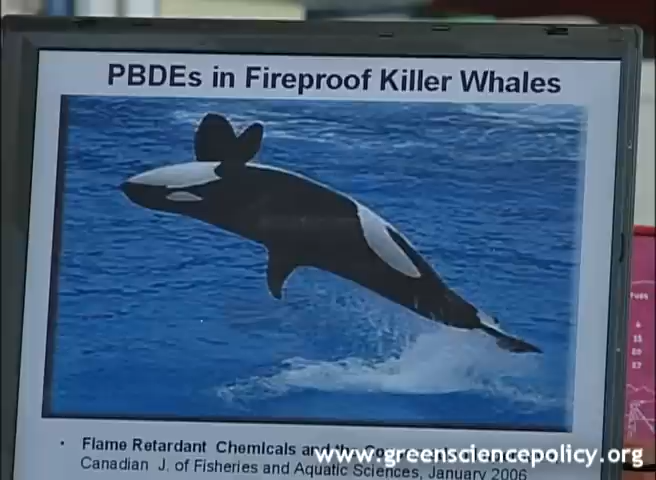 PBDEs in Fireproof Killer Whales
• Flame Retardant Chemicals and the
www.greensciencepolicy.org
Canadian J. of Fisheries and Aquatic Sciences, January 2006